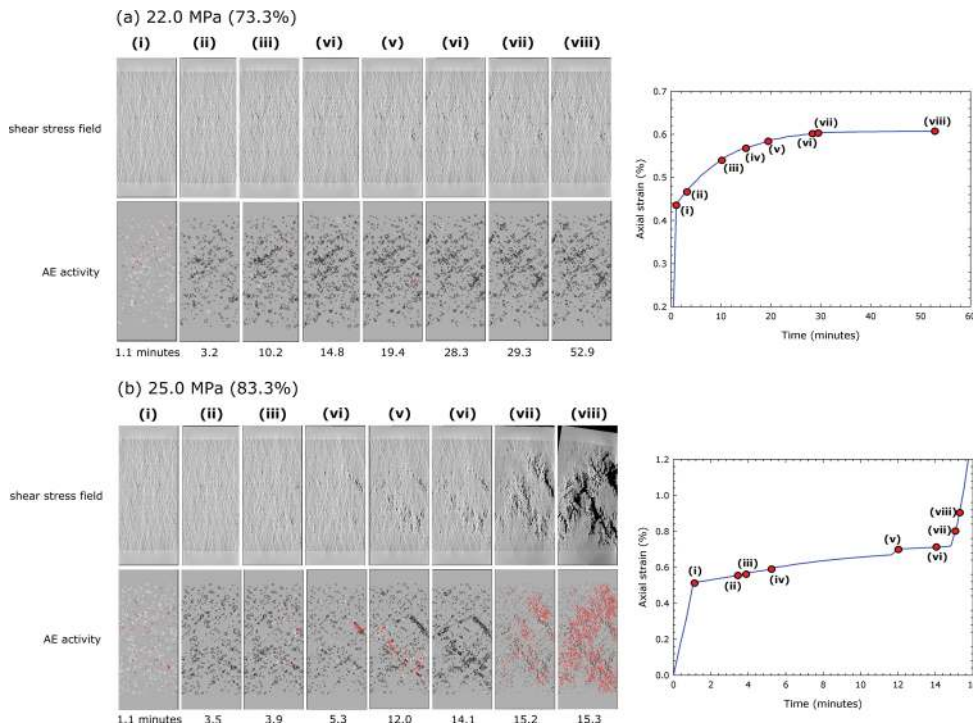 (a) 22.0 MPa (73.3%)
(i) (ii) (iii) (vi) (v) (vi) (vii) (viii)
shear stress field
AE activity
1.1 minutes 3.2 10.2 14.8 19.4 28.3 29.3 52.9
0.7
0.6
0.5
0.4
0.3
0.2
Axial strain (%)
(i)
(ii)
(iii)
(iv)
(v)
(vi)
(vii)
(viii)
0 10 20 30 40 50 60
Time (minutes)
(b) 25.0 MPa (83.3%)
(i) (ii) (iii) (vi) (v) (vi) (vii) (viii)
shear stress field
AE activity
1.1 minutes 3.5 3.9 5.3 12.0 14.1 15.2 15.3
1.2
1.0
0.8
0.6
0.4
0.2
0.0
Axial strain (%)
(i)
(ii)
(iii)
(iv)
(v)
(vi)
(vii)
(viii)
0 2 4 6 8 10 12 14 16
Time (minutes)